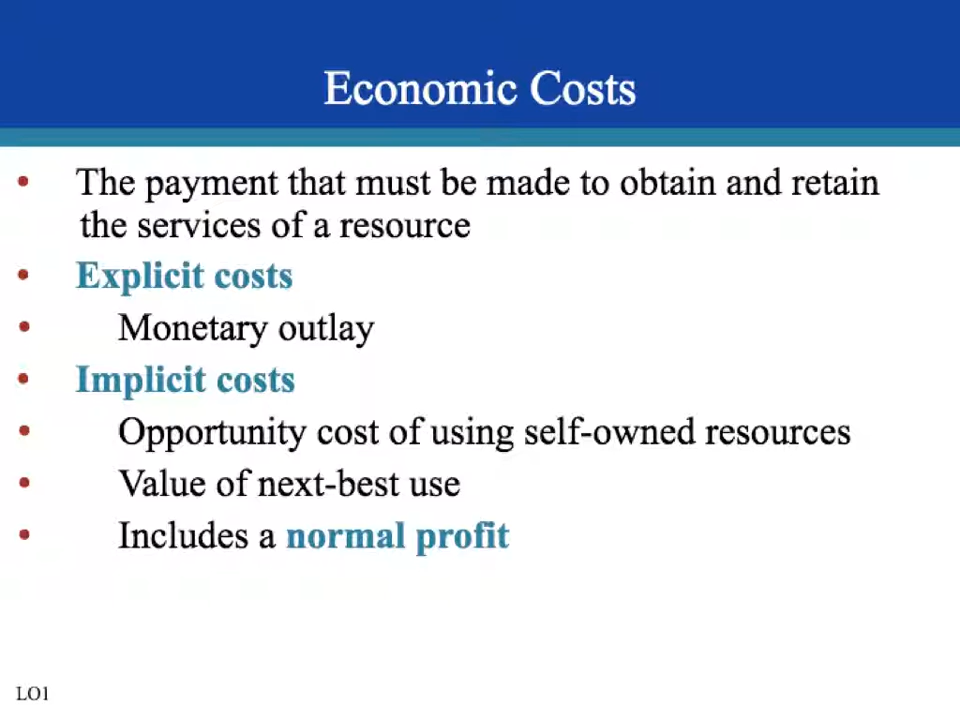 Economic Costs
• The payment that must be made to obtain and retain
the services of a resource
• Explicit costs
• Monetary outlay
• Implicit costs
• Opportunity cost of using self-owned resources
• Value of next-best use
• Includes a normal profit
LO1